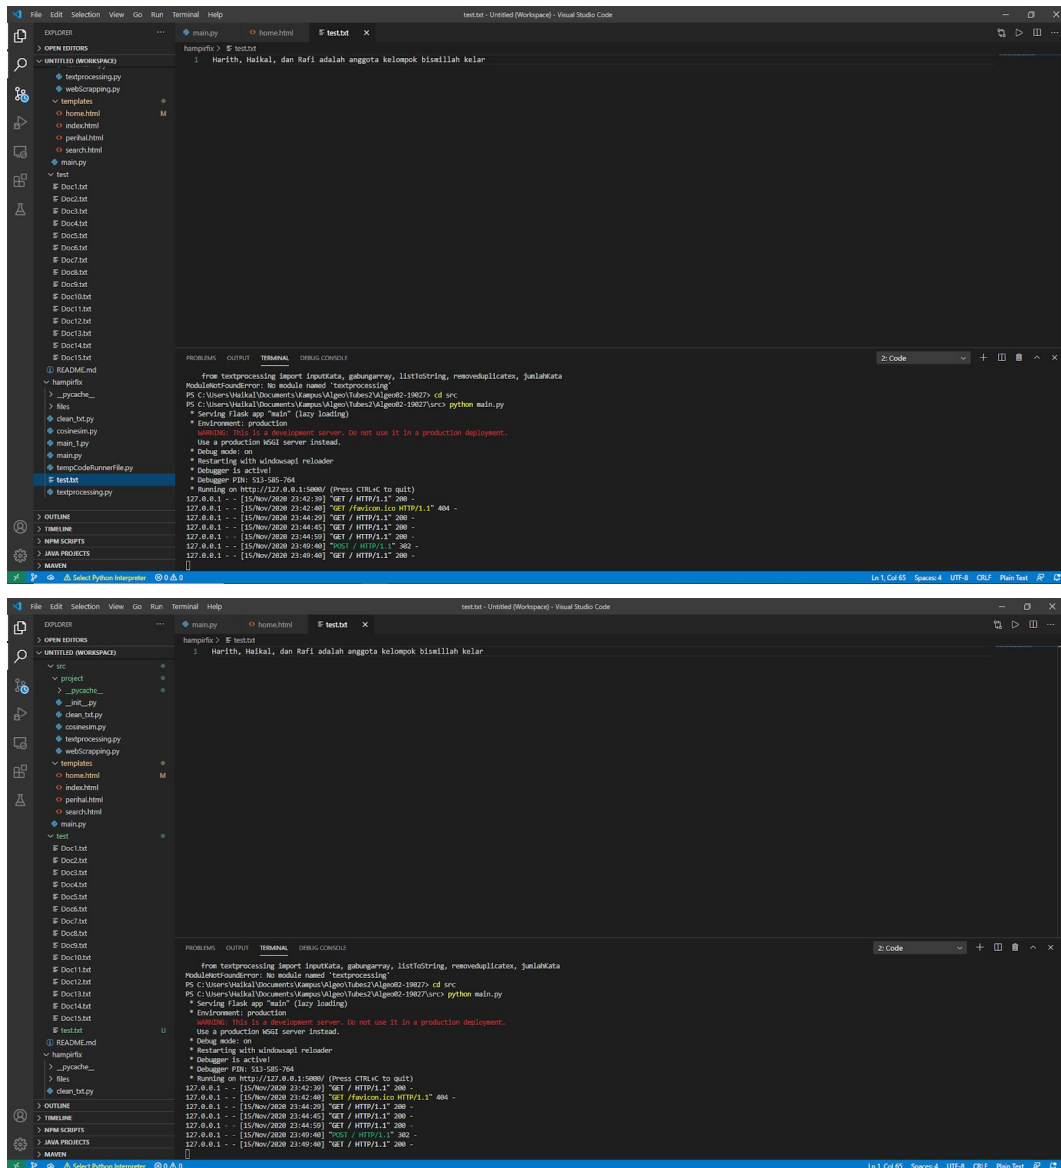 File Edit Selection View Go Run Terminal Help
test.txt - Untitled (Workspace) - Visual Studio Code
EXPLORER
main.py
home.html
test.txt
OPEN EDITORS
hampirfix > test.txt
UNTITLED (WORKSPACE)
1 Harith, Haikal, dan Rafi adalah anggota kelompok bismillah kelar
textprocessing.py
webScrapping.py
templates
home.html M
index.html
perihal.html
search.html
main.py
test
Doc1.txt
Doc2.txt
Doc3.txt
Doc4.txt
Doc5.txt
Doc6.txt
Doc7.txt
Doc8.txt
Doc9.txt
Doc10.txt
Doc11.txt
Doc12.txt
Doc13.txt
Doc14.txt
Doc15.txt
README.md
hampirfix
__pycache__
files
clean_txt.py
cosinesim.py
main_1.py
main.py
tempCodeRunnerFile.py
test.txt
textprocessing.py
OUTLINE
TIMELINE
NPM SCRIPTS
JAVA PROJECTS
MAVEN
PROBLEMS OUTPUT TERMINAL DEBUG CONSOLE
2: Code
from textprocessing import inputKata, gabungarray, listToString, removeduplicatex, jumlahKata
ModuleNotFoundError: No module named 'textprocessing'
PS C:\Users\Haikal\Documents\Kampus\Algeo\Tubes2\Algeo02-19027> cd src
PS C:\Users\Haikal\Documents\Kampus\Algeo\Tubes2\Algeo02-19027\src> python main.py
* Serving Flask app "main" (lazy loading)
* Environment: production
WARNING: This is a development server. Do not use it in a production deployment.
Use a production WSGI server instead.
* Debug mode: on
* Restarting with windowsapi reloader
* Debugger is active!
* Debugger PIN: 513-585-764
* Running on http://127.0.0.1:5000/ (Press CTRL+C to quit)
127.0.0.1 - - [15/Nov/2020 23:42:39] "GET / HTTP/1.1" 200 -
127.0.0.1 - - [15/Nov/2020 23:42:40] "GET /favicon.ico HTTP/1.1" 404 -
127.0.0.1 - - [15/Nov/2020 23:44:29] "GET / HTTP/1.1" 200 -
127.0.0.1 - - [15/Nov/2020 23:44:45] "GET / HTTP/1.1" 200 -
127.0.0.1 - - [15/Nov/2020 23:44:59] "GET / HTTP/1.1" 200 -
127.0.0.1 - - [15/Nov/2020 23:49:40] "POST / HTTP/1.1" 302 -
127.0.0.1 - - [15/Nov/2020 23:49:40] "GET / HTTP/1.1" 200 -
Select Python Interpreter 0 0
Ln 1, Col 65 Spaces: 4 UTF-8 CRLF Plain Text
File Edit Selection View Go Run Terminal Help
test.txt - Untitled (Workspace) - Visual Studio Code
EXPLORER
main.py
home.html
test.txt
OPEN EDITORS
hampirfix > test.txt
UNTITLED (WORKSPACE)
1 Harith, Haikal, dan Rafi adalah anggota kelompok bismillah kelar
src
project
__pycache__
__init__.py
clean_txt.py
cosinesim.py
textprocessing.py
webScrapping.py
templates
home.html M
index.html
perihal.html
search.html
main.py
test
Doc1.txt
Doc2.txt
Doc3.txt
Doc4.txt
Doc5.txt
Doc6.txt
Doc7.txt
Doc8.txt
Doc9.txt
Doc10.txt
Doc11.txt
Doc12.txt
Doc13.txt
Doc14.txt
Doc15.txt
test.txt U
README.md
hampirfix
__pycache__
files
clean_txt.py
OUTLINE
TIMELINE
NPM SCRIPTS
JAVA PROJECTS
MAVEN
PROBLEMS OUTPUT TERMINAL DEBUG CONSOLE
2: Code
from textprocessing import inputKata, gabungarray, listToString, removeduplicatex, jumlahKata
ModuleNotFoundError: No module named 'textprocessing'
PS C:\Users\Haikal\Documents\Kampus\Algeo\Tubes2\Algeo02-19027> cd src
PS C:\Users\Haikal\Documents\Kampus\Algeo\Tubes2\Algeo02-19027\src> python main.py
* Serving Flask app "main" (lazy loading)
* Environment: production
WARNING: This is a development server. Do not use it in a production deployment.
Use a production WSGI server instead.
* Debug mode: on
* Restarting with windowsapi reloader
* Debugger is active!
* Debugger PIN: 513-585-764
* Running on http://127.0.0.1:5000/ (Press CTRL+C to quit)
127.0.0.1 - - [15/Nov/2020 23:42:39] "GET / HTTP/1.1" 200 -
127.0.0.1 - - [15/Nov/2020 23:42:40] "GET /favicon.ico HTTP/1.1" 404 -
127.0.0.1 - - [15/Nov/2020 23:44:29] "GET / HTTP/1.1" 200 -
127.0.0.1 - - [15/Nov/2020 23:44:45] "GET / HTTP/1.1" 200 -
127.0.0.1 - - [15/Nov/2020 23:44:59] "GET / HTTP/1.1" 200 -
127.0.0.1 - - [15/Nov/2020 23:49:40] "POST / HTTP/1.1" 302 -
127.0.0.1 - - [15/Nov/2020 23:49:40] "GET / HTTP/1.1" 200 -
Select Python Interpreter 0 0
Ln 1, Col 65 Spaces: 4 UTF-8 CRLF Plain Text